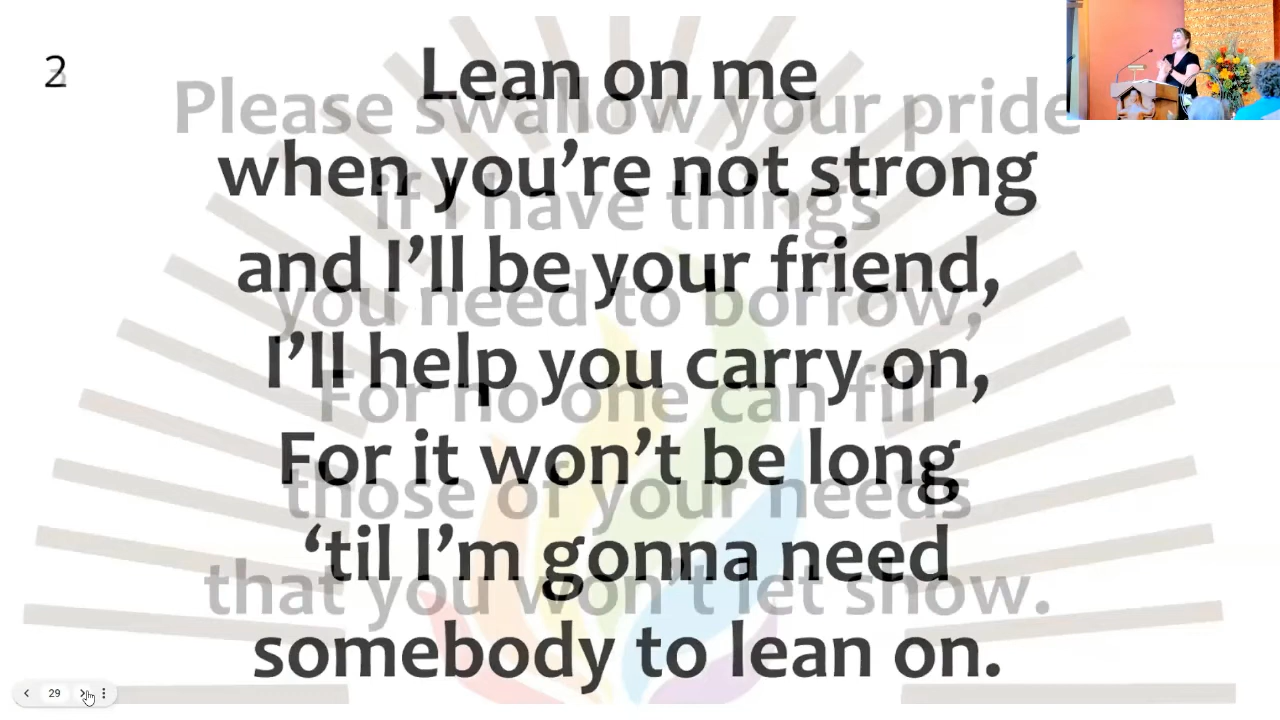 2
Lean on me
Please swallow your pride
when you’re not strong
if I have things
and I’ll be your friend,
you need to borrow,
I’ll help you carry on,
For no one can fill
For it won’t be long
those of your needs
‘til I’m gonna need
that you won’t let show.
somebody to lean on.
29